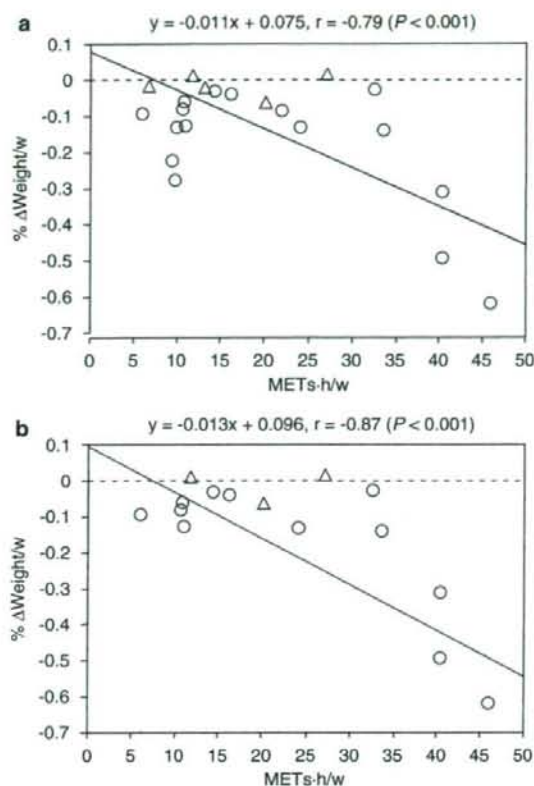 a
y = -0.011x + 0.075, r = -0.79 (P < 0.001)
0.1
0
-0.1
-0.2
-0.3
-0.4
-0.5
-0.6
-0.7
% ΔWeight/w
0 5 10 15 20 25 30 35 40 45 50
METs·h/w
b
y = -0.013x + 0.096, r = -0.87 (P < 0.001)
0.1
0
-0.1
-0.2
-0.3
-0.4
-0.5
-0.6
-0.7
% ΔWeight/w
0 5 10 15 20 25 30 35 40 45 50
METs·h/w